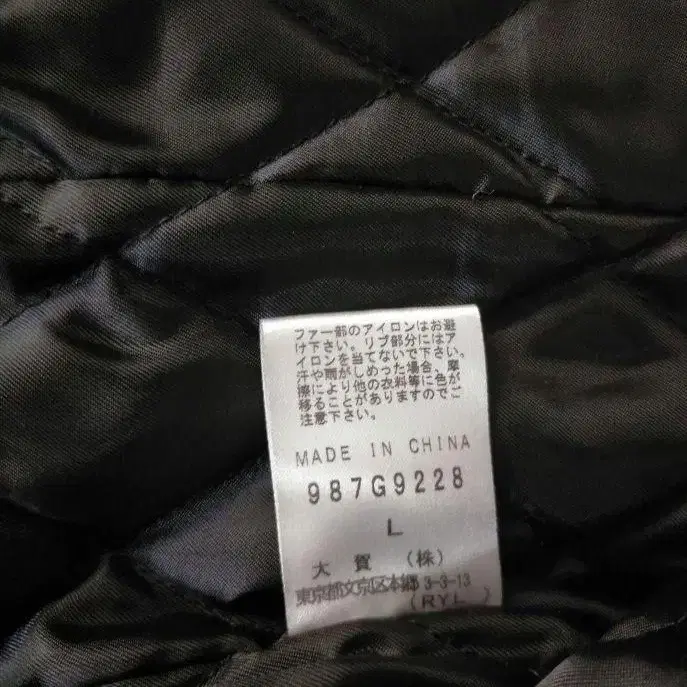 ファー部のアイロンはお避
け下さい。リブ部分にはア
イロンを当てないで下さい。
汗や雨がしめった場合、摩
擦により他の衣料等に色が
移ることがありますのでご
注意下さい。
MADE IN CHINA
987G9228
L
大賀 (株)
東京都文京区本郷 3-3-13
(RYL)